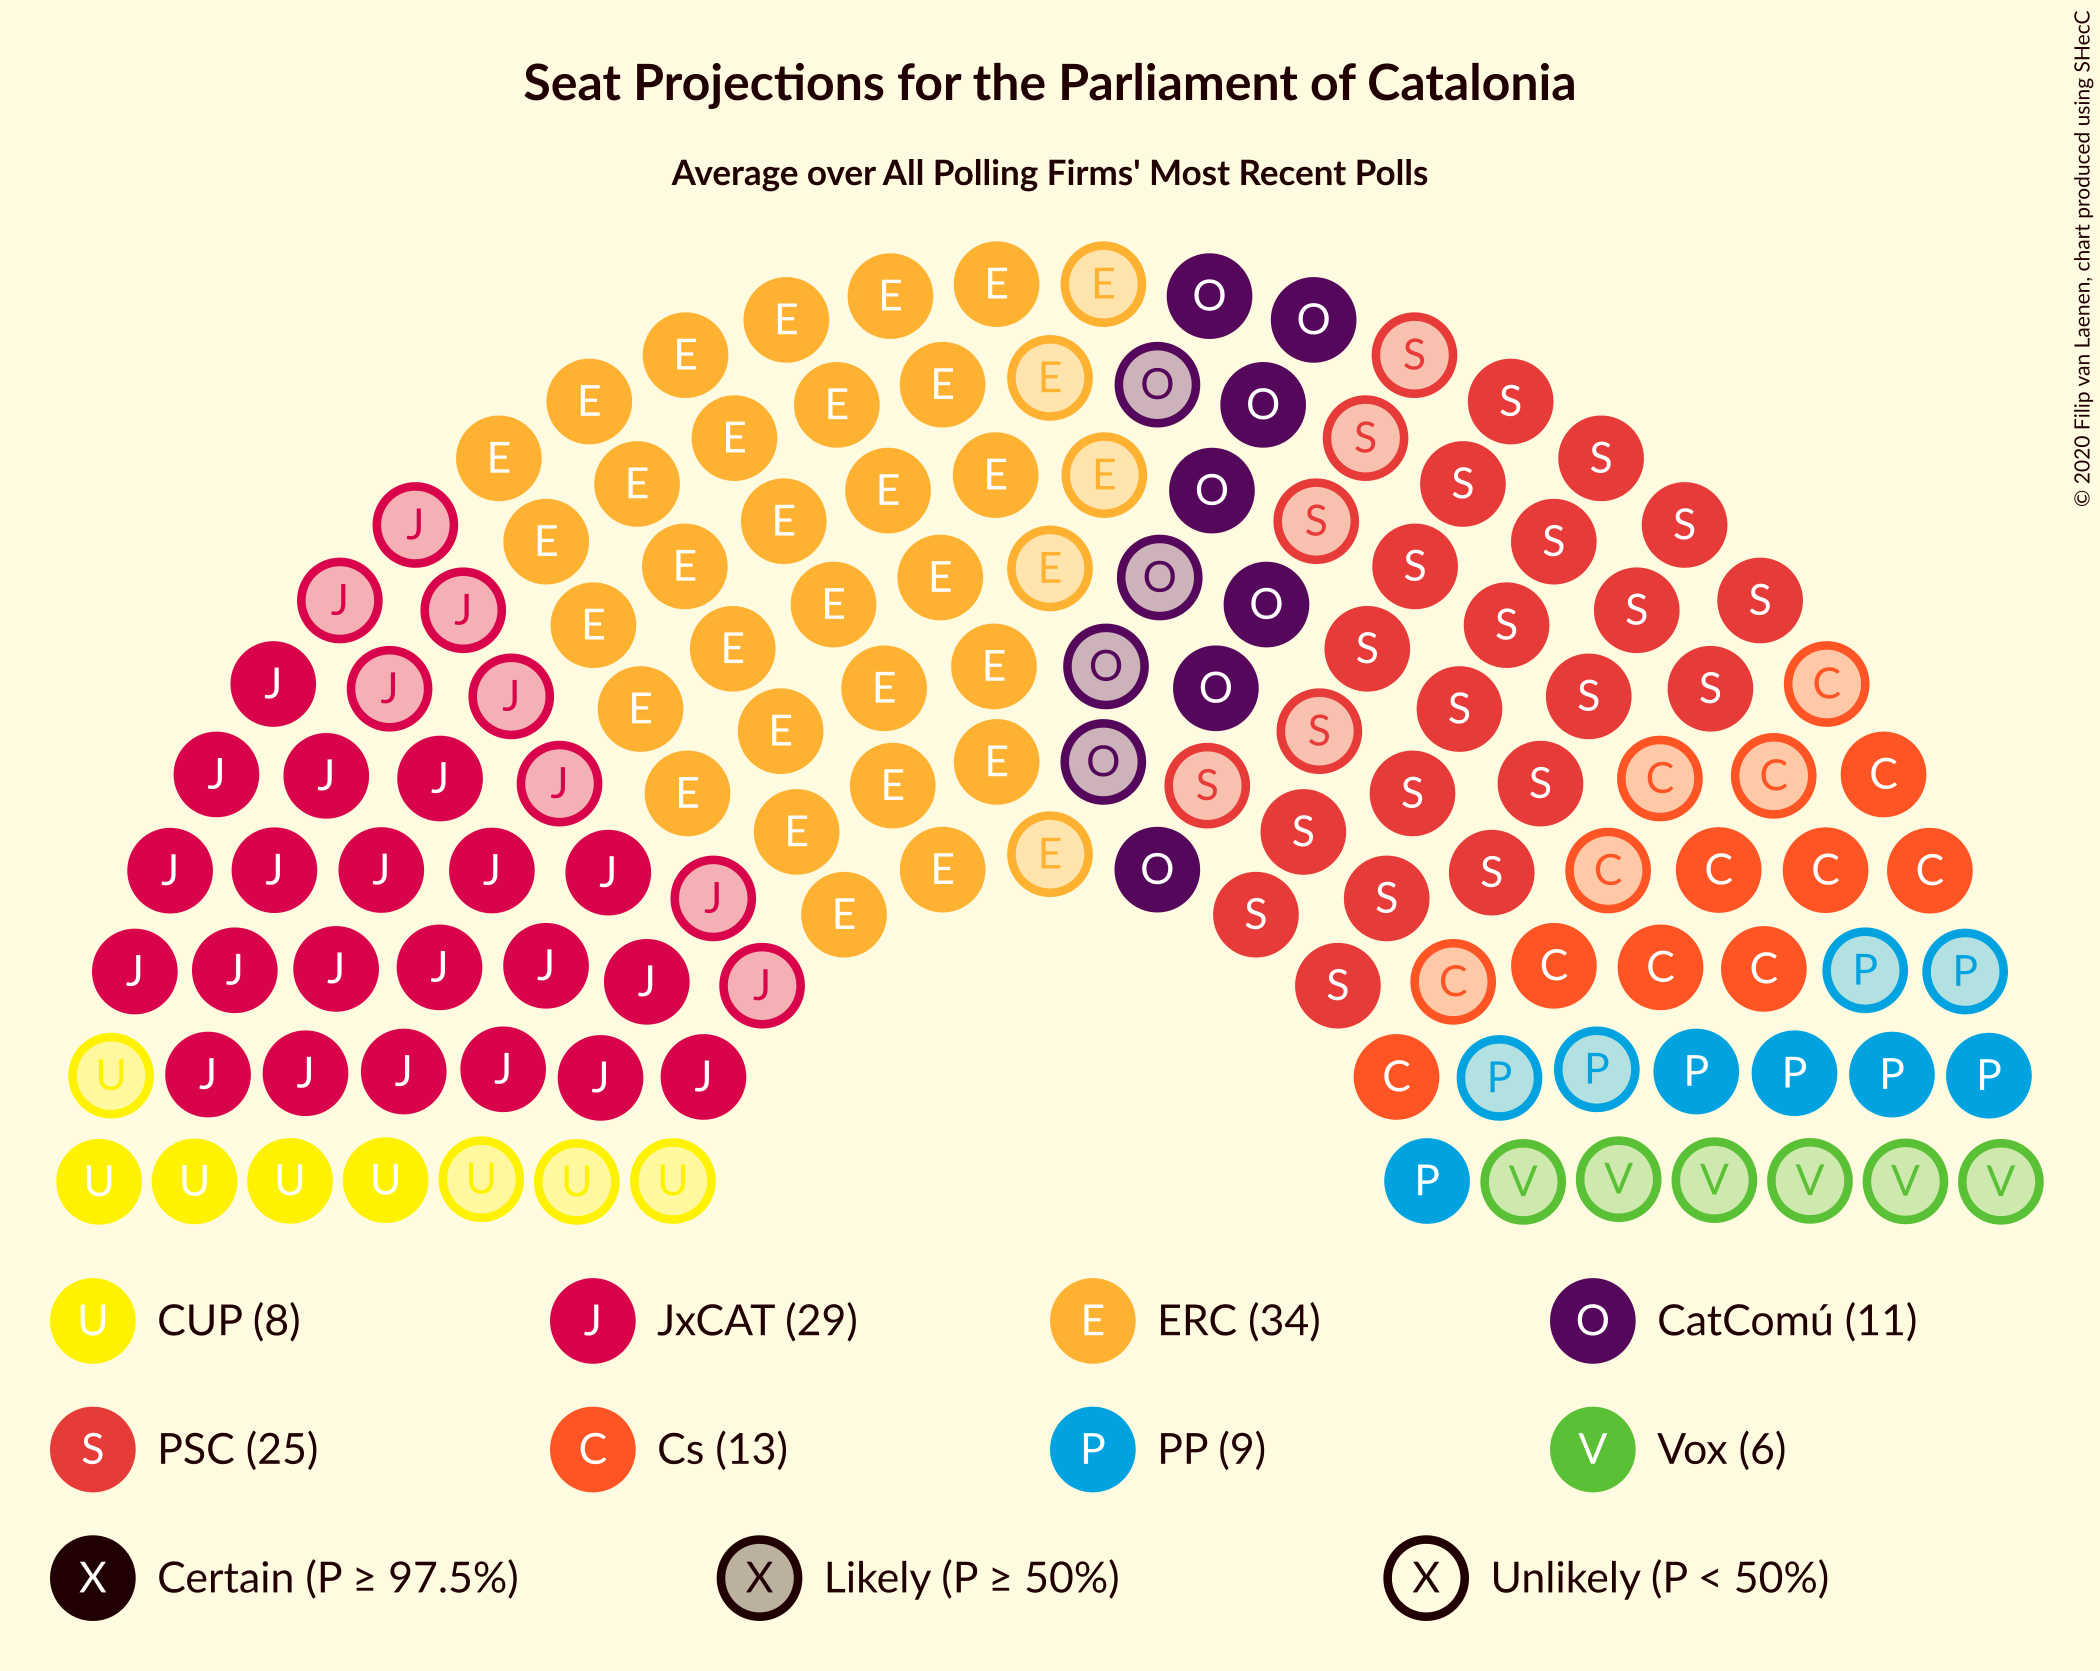 Seat Projections for the Parliament of Catalonia
Average over All Polling Firms' Most Recent Polls
© 2020 Filip van Laenen, chart produced using SHecC
E E E O O
E E S
E E O O S
E E S S
E E E E O S
E E S S
J E E E O O S S
E E S S
J J E E E O S S S
E E S S
J J J E E E O O S S S C
E E S
J J J E E E O S S S C C C
E E S
J J J J J J E E E O S S S C C C C
J J J J J J J S C C C C P P
U J J J J J J C P P P P P P
U U U U U U U P V V V V V V
U CUP (8) J JxCAT (29) E ERC (34) O CatComú (11)
S PSC (25) C Cs (13) P PP (9) V Vox (6)
X Certain (P ≥ 97.5%) X Likely (P ≥ 50%) X Unlikely (P < 50%)